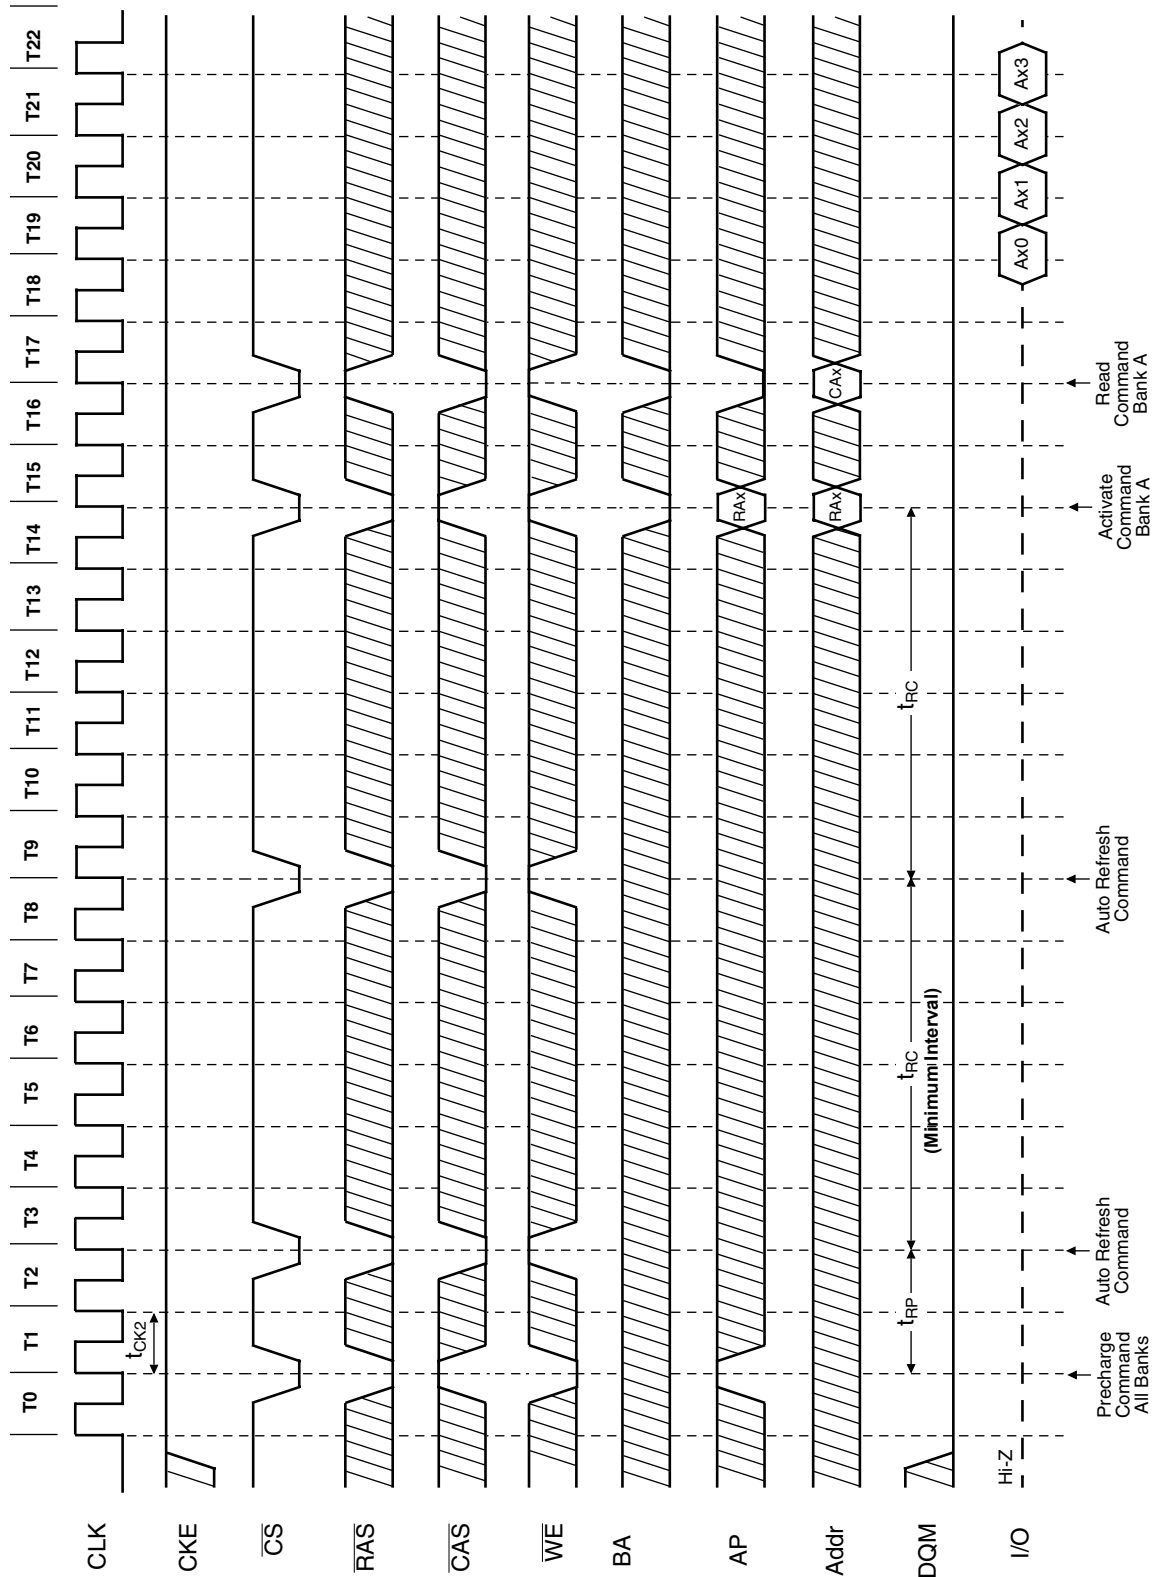 T0 T1 T2 T3 T4 T5 T6 T7 T8 T9 T10 T11 T12 T13 T14 T15 T16 T17 T18 T19 T20 T21 T22
CLK
tCK2
CKE
CS
RAS
CAS
WE
BA
AP
RAx
Addr
RAx CAx
DQM
tRP tRC tRC
(Minimum Interval)
I/O
Hi-Z
Ax0 Ax1 Ax2 Ax3
Precharge
Command
All Banks
Auto Refresh
Command
Auto Refresh
Command
Activate
Command
Bank A
Read
Command
Bank A